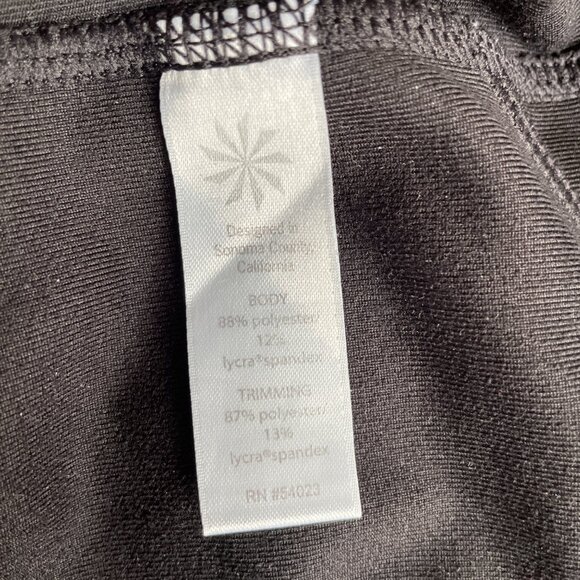 Designed in
Sonoma County,
California
BODY
88% polyester/
12%
lycra®spandex
TRIMMING
87% polyester/
13%
lycra®spandex
RN #54023